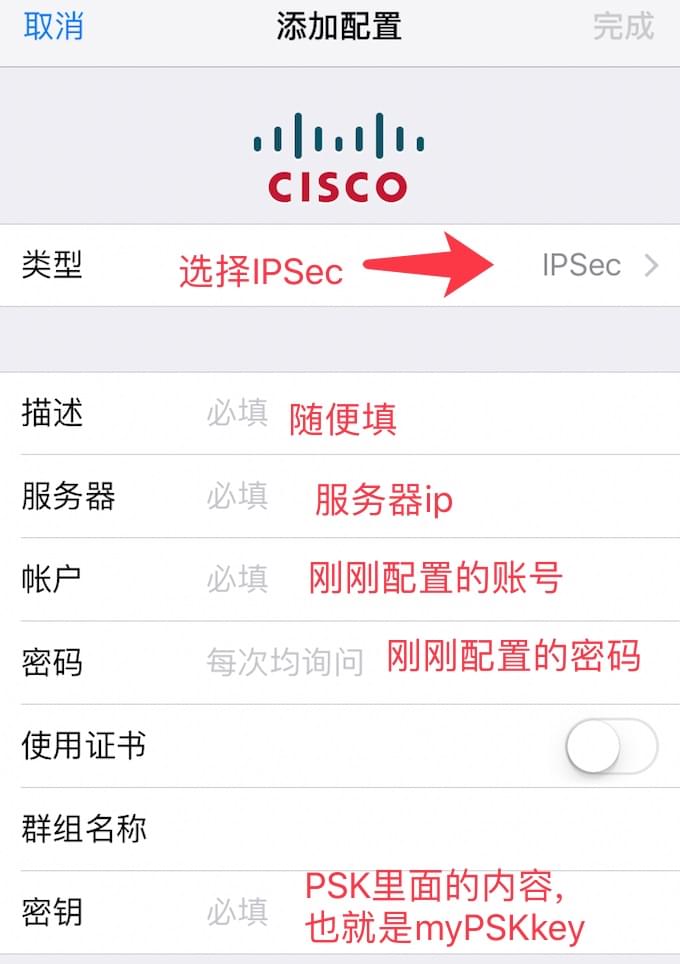 取消 添加配置 完成
CISCO
类型 选择IPSec IPSec
描述 必填 随便填
服务器 必填 服务器ip
帐户 必填 刚刚配置的账号
密码 每次均询问 刚刚配置的密码
使用证书
群组名称
密钥 必填 PSK里面的内容,
也就是myPSKkey